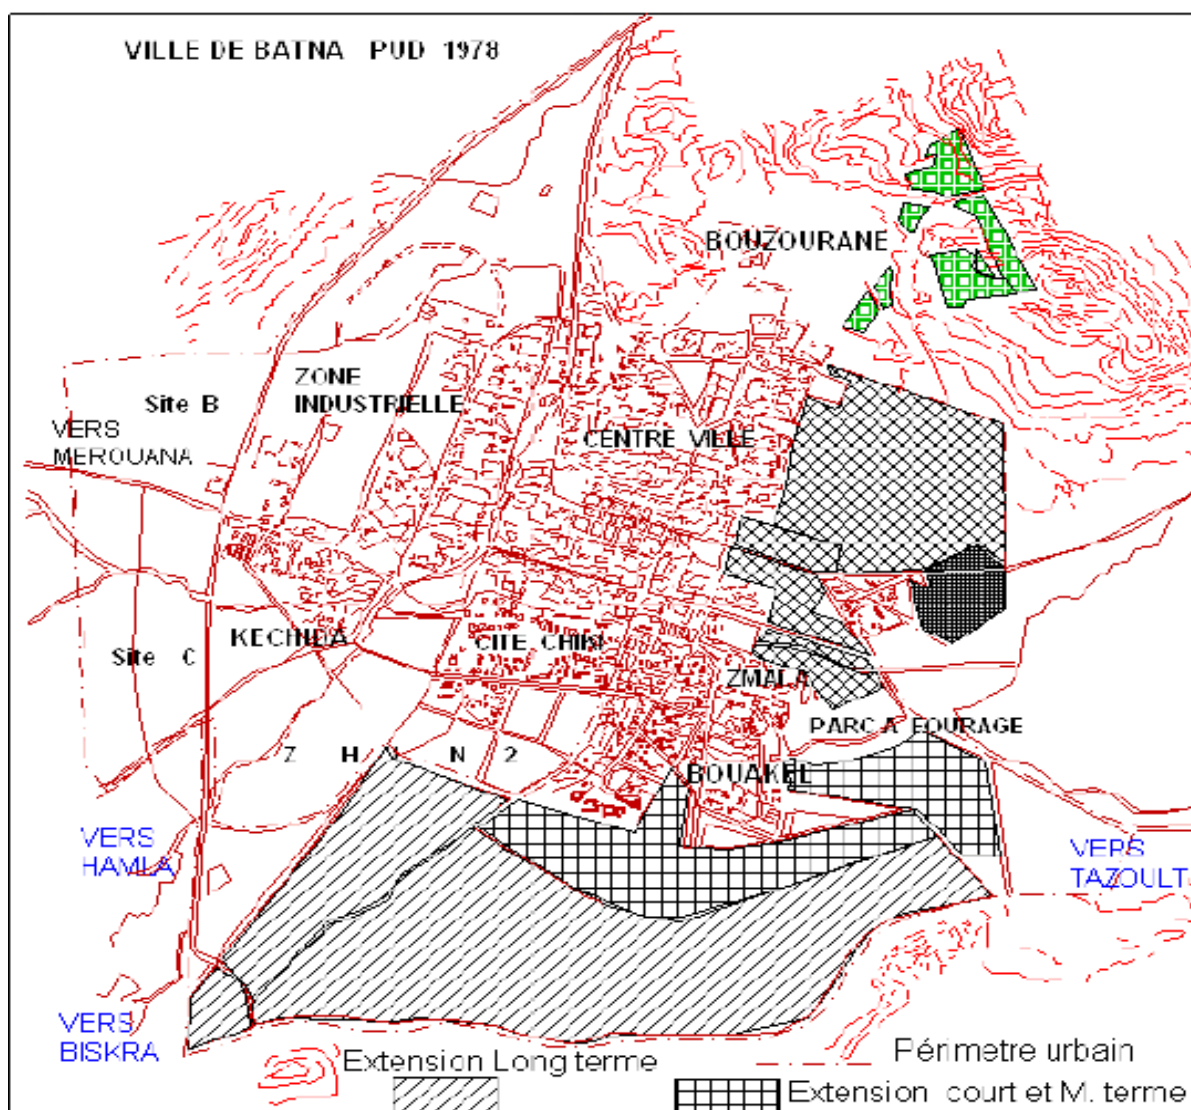 VILLE DE BATNA PUD 1978
BOUZOURANE
ZONE
INDUSTRIELLE
Site B
VERS
MEROUANA
CENTRE VILLE
KECHIDA
CITE CHIKI
Site C
ZMALA
PARC A FOURAGE
Z H U N 2
BOUAKEL
VERS
HAMLA
VERS
TAZOULT
VERS
BISKRA
Extension Long terme
Périmetre urbain
Extension court et M. terme